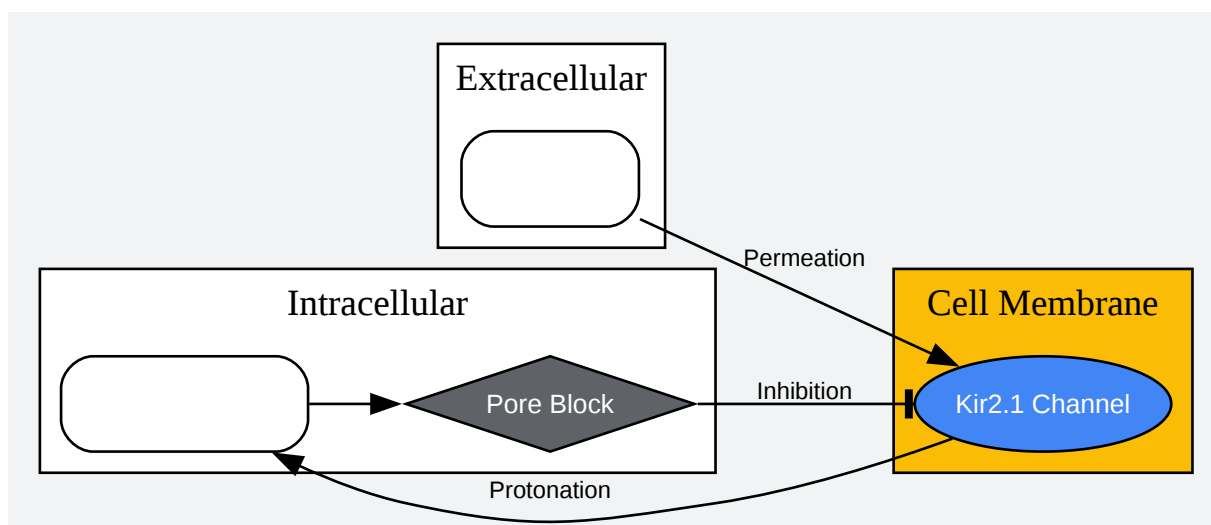 Extracellular
Permeation
Intracellular
Cell Membrane
Pore Block
Inhibition
Kir2.1 Channel
Protonation